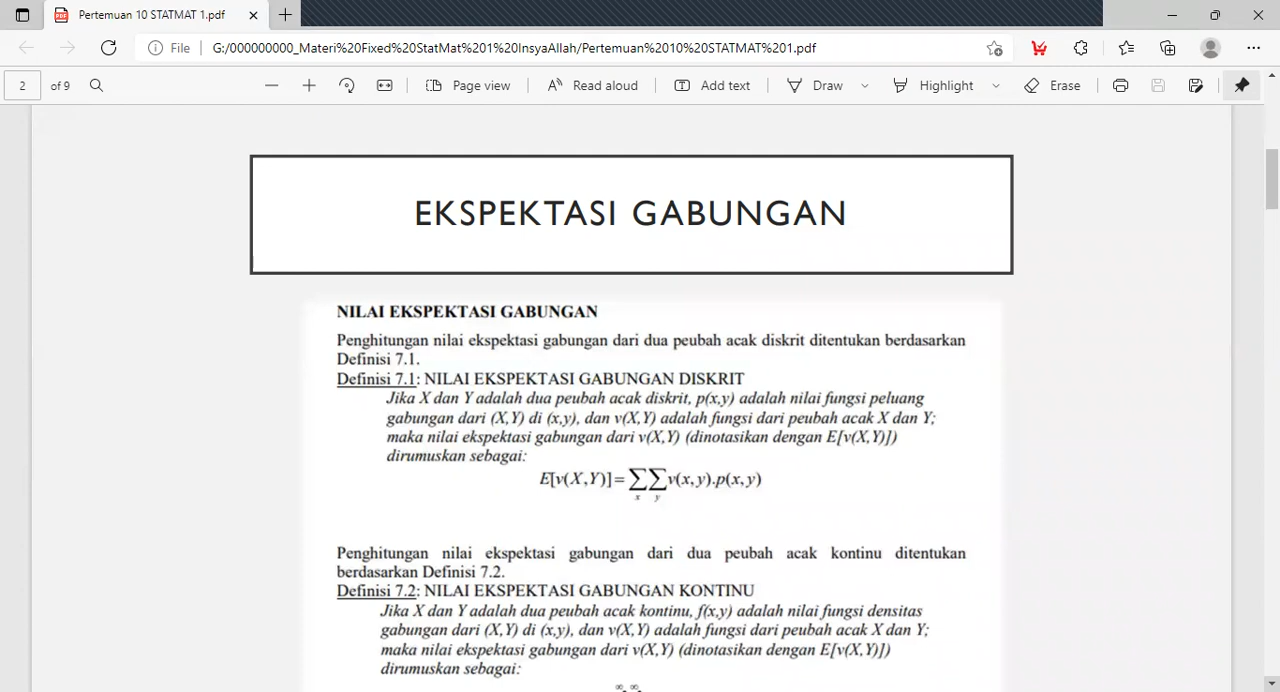 Pertemuan 10 STATMAT 1.pdf
File G:/000000000_Materi%20Fixed%20StatMat%201%20InsyaAllah/Pertemuan%2010%20STATMAT%201.pdf
2 of 9 Page view Read aloud Add text Draw Highlight Erase
EKSPEKTASI GABUNGAN
NILAI EKSPEKTASI GABUNGAN
Penghitungan nilai ekspektasi gabungan dari dua peubah acak diskrit ditentukan berdasarkan
Definisi 7.1.
Definisi 7.1: NILAI EKSPEKTASI GABUNGAN DISKRIT
Jika X dan Y adalah dua peubah acak diskrit, p(x,y) adalah nilai fungsi peluang
gabungan dari (X,Y) di (x,y), dan v(X,Y) adalah fungsi dari peubah acak X dan Y;
maka nilai ekspektasi gabungan dari v(X,Y) (dinotasikan dengan E[v(X,Y)])
dirumuskan sebagai:
E[v(X,Y)]=∑∑v(x,y).p(x,y)
x y
Penghitungan nilai ekspektasi gabungan dari dua peubah acak kontinu ditentukan
berdasarkan Definisi 7.2.
Definisi 7.2: NILAI EKSPEKTASI GABUNGAN KONTINU
Jika X dan Y adalah dua peubah acak kontinu, f(x,y) adalah nilai fungsi densitas
gabungan dari (X,Y) di (x,y), dan v(X,Y) adalah fungsi dari peubah acak X dan Y;
maka nilai ekspektasi gabungan dari v(X,Y) (dinotasikan dengan E[v(X,Y)])
dirumuskan sebagai:
∞ ∞